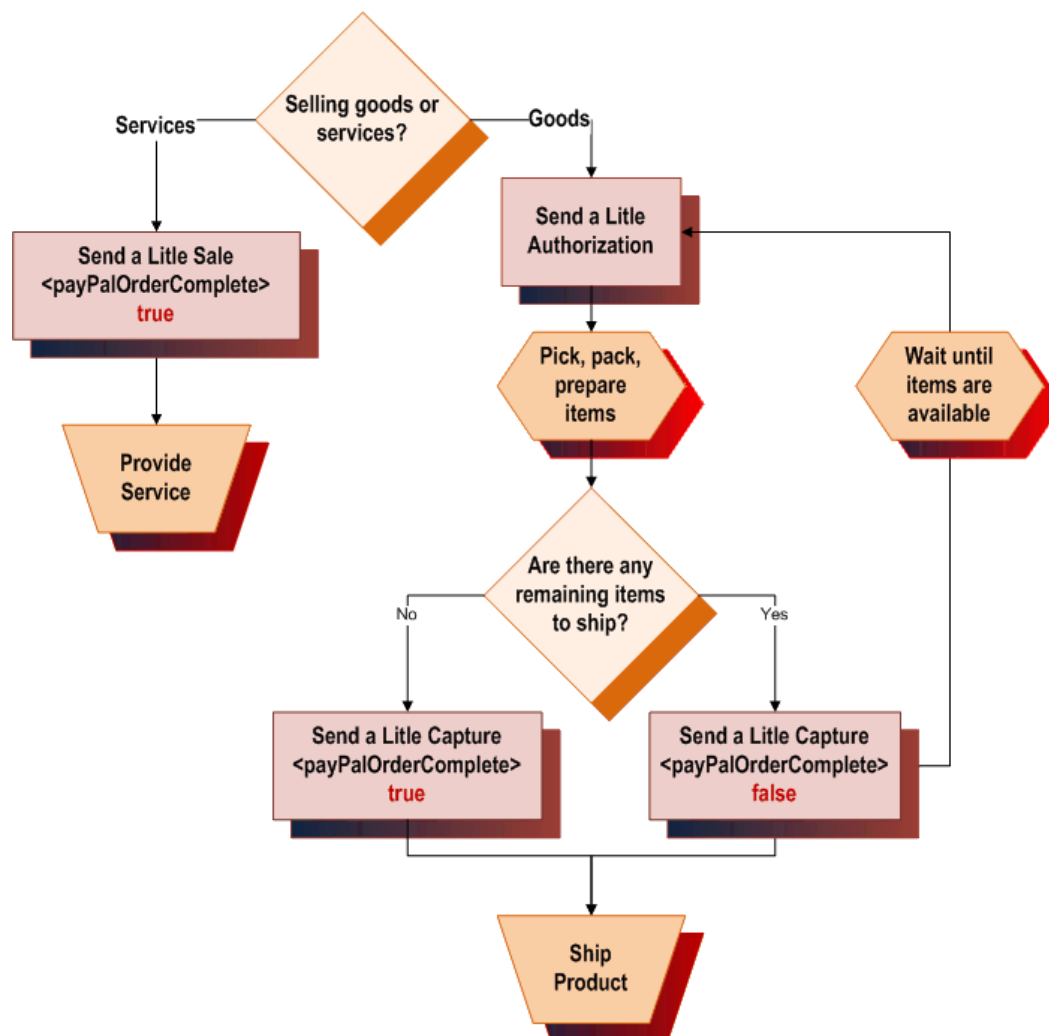 Selling goods or
services?
Services
Goods
Send a Litle Sale
<payPalOrderComplete>
true
Send a Litle
Authorization
Provide
Service
Pick, pack,
prepare
items
Wait until
items are
available
Are there any
remaining items
to ship?
No
Yes
Send a Litle Capture
<payPalOrderComplete>
true
Send a Litle Capture
<payPalOrderComplete>
false
Ship
Product